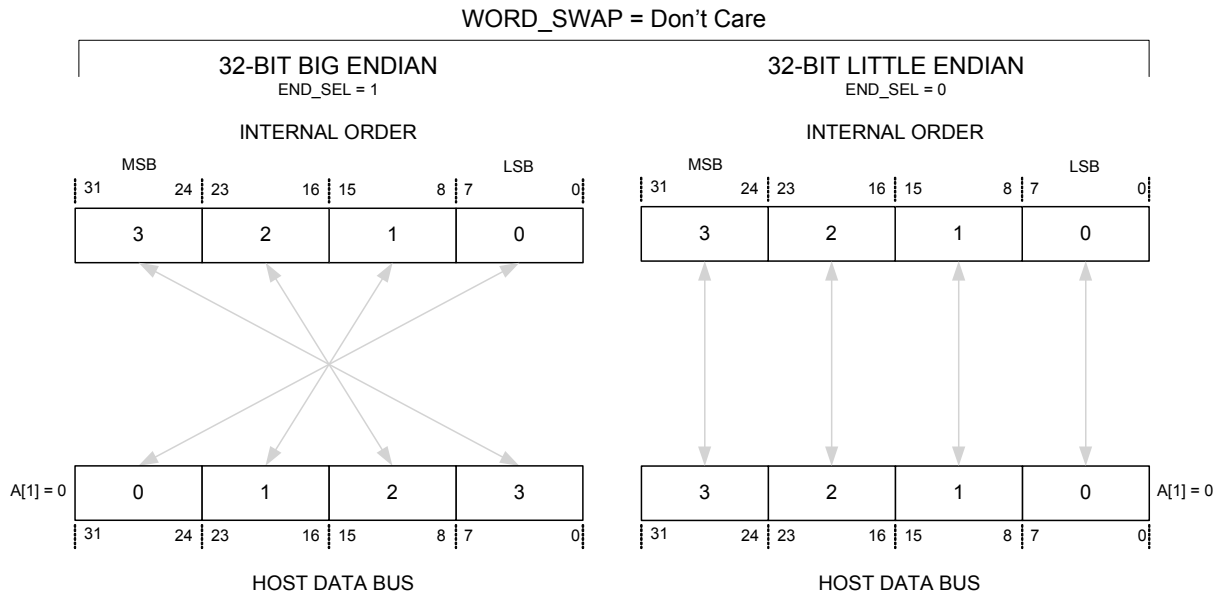 WORD_SWAP = Don't Care
32-BIT BIG ENDIAN 32-BIT LITTLE ENDIAN
END_SEL = 1 END_SEL = 0
INTERNAL ORDER INTERNAL ORDER
MSB LSB MSB LSB
31 24 23 16 15 8 7 0 31 24 23 16 15 8 7 0
3 2 1 0 3 2 1 0
A[1] = 0 0 1 2 3 3 2 1 0 A[1] = 0
31 24 23 16 15 8 7 0 31 24 23 16 15 8 7 0
HOST DATA BUS HOST DATA BUS